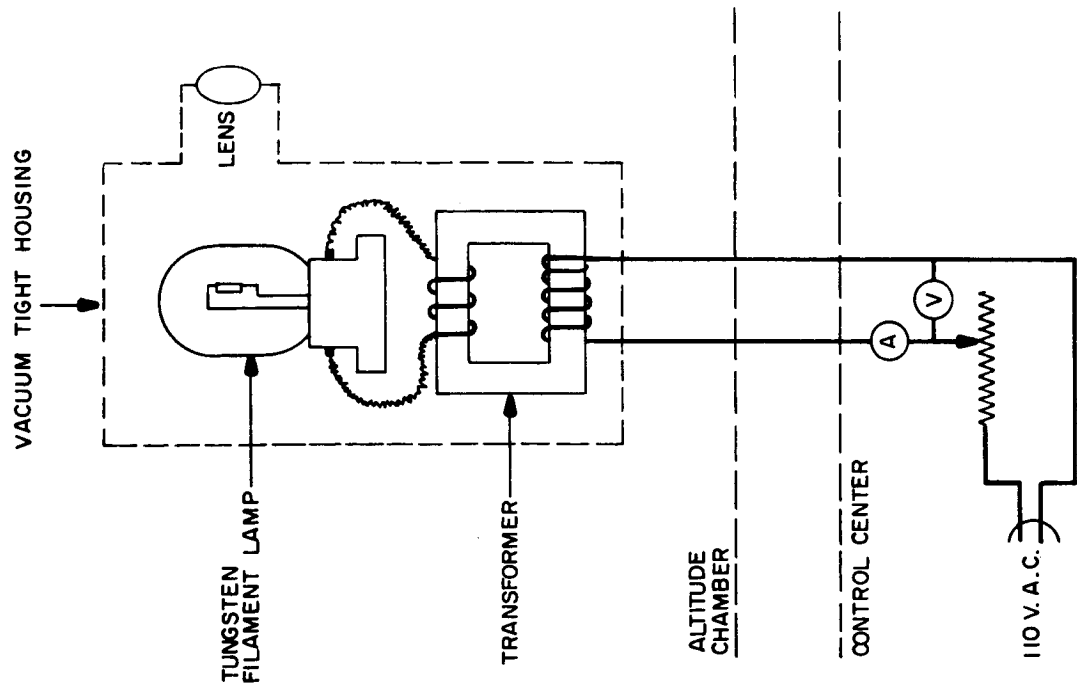 VACUUM TIGHT HOUSING
LENS
TUNGSTEN
FILAMENT LAMP
TRANSFORMER
ALTITUDE
CHAMBER
CONTROL CENTER
A
V
110 V. A.C.